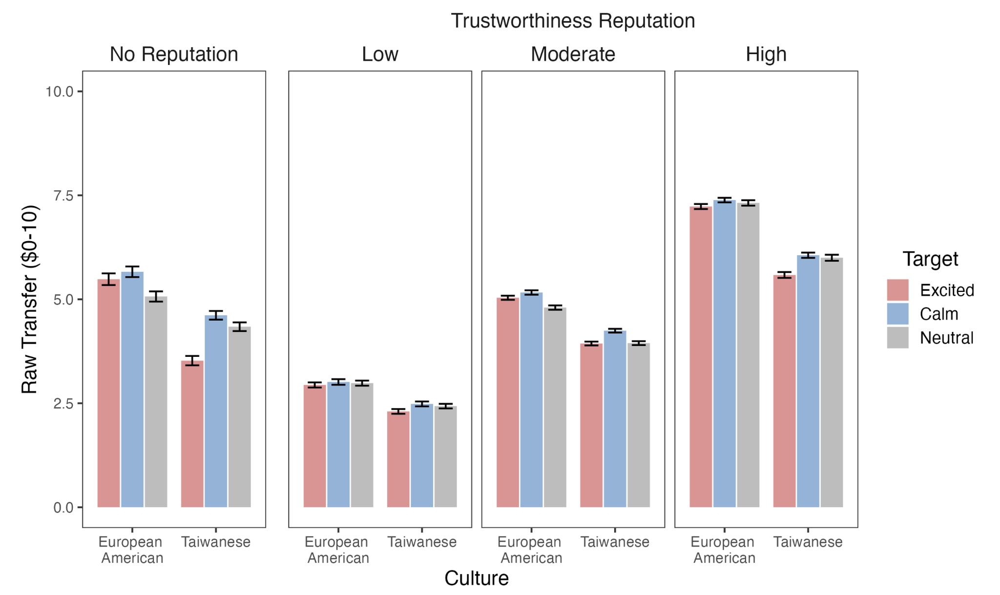 Trustworthiness Reputation
No Reputation
Low
Moderate
High
10.0
7.5
5.0
2.5
0.0
Raw Transfer ($0-10)
European
American
Taiwanese
European
American
Taiwanese
European
American
Taiwanese
European
American
Taiwanese
Culture
Target
Excited
Calm
Neutral